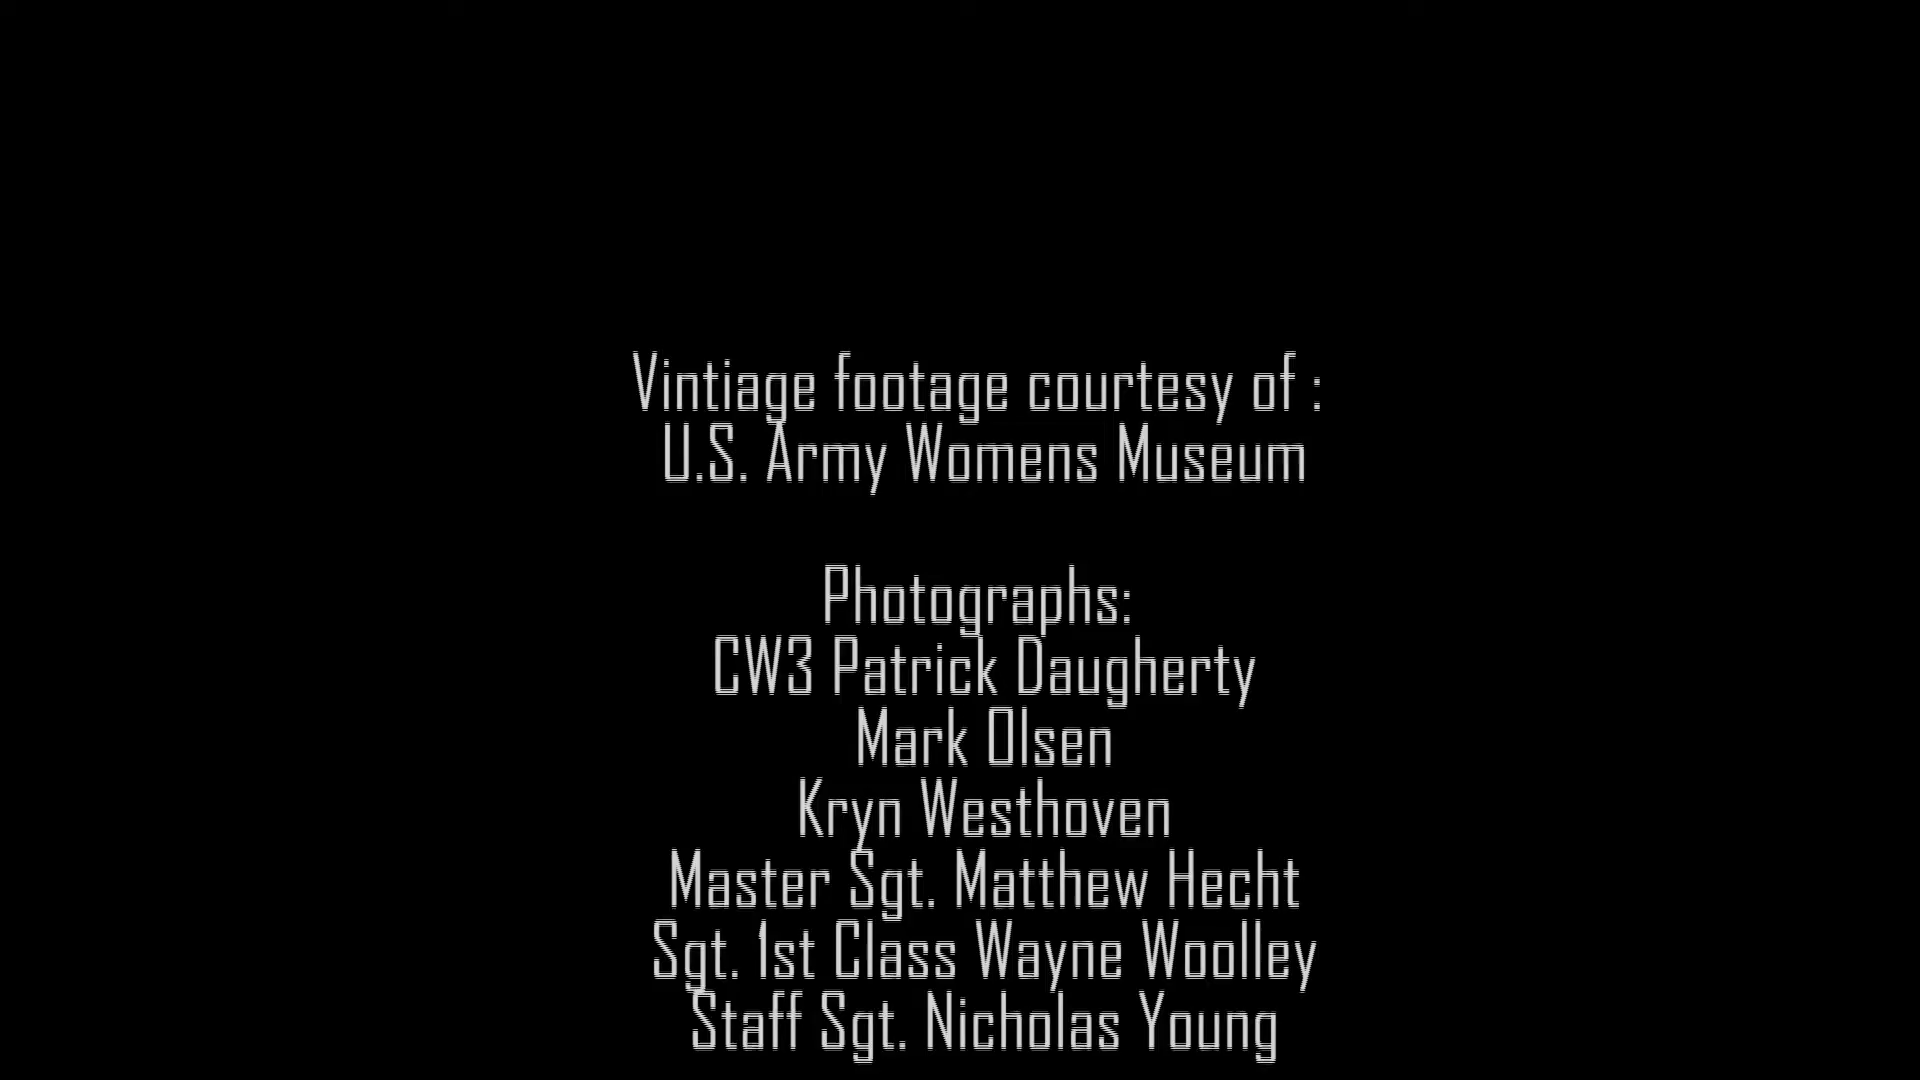 Vintiage footage courtesy of :
U.S. Army Womens Museum
Photographs:
CW3 Patrick Daugherty
Mark Olsen
Kryn Westhoven
Master Sgt. Matthew Hecht
Sgt. 1st Class Wayne Woolley
Staff Sgt. Nicholas Young